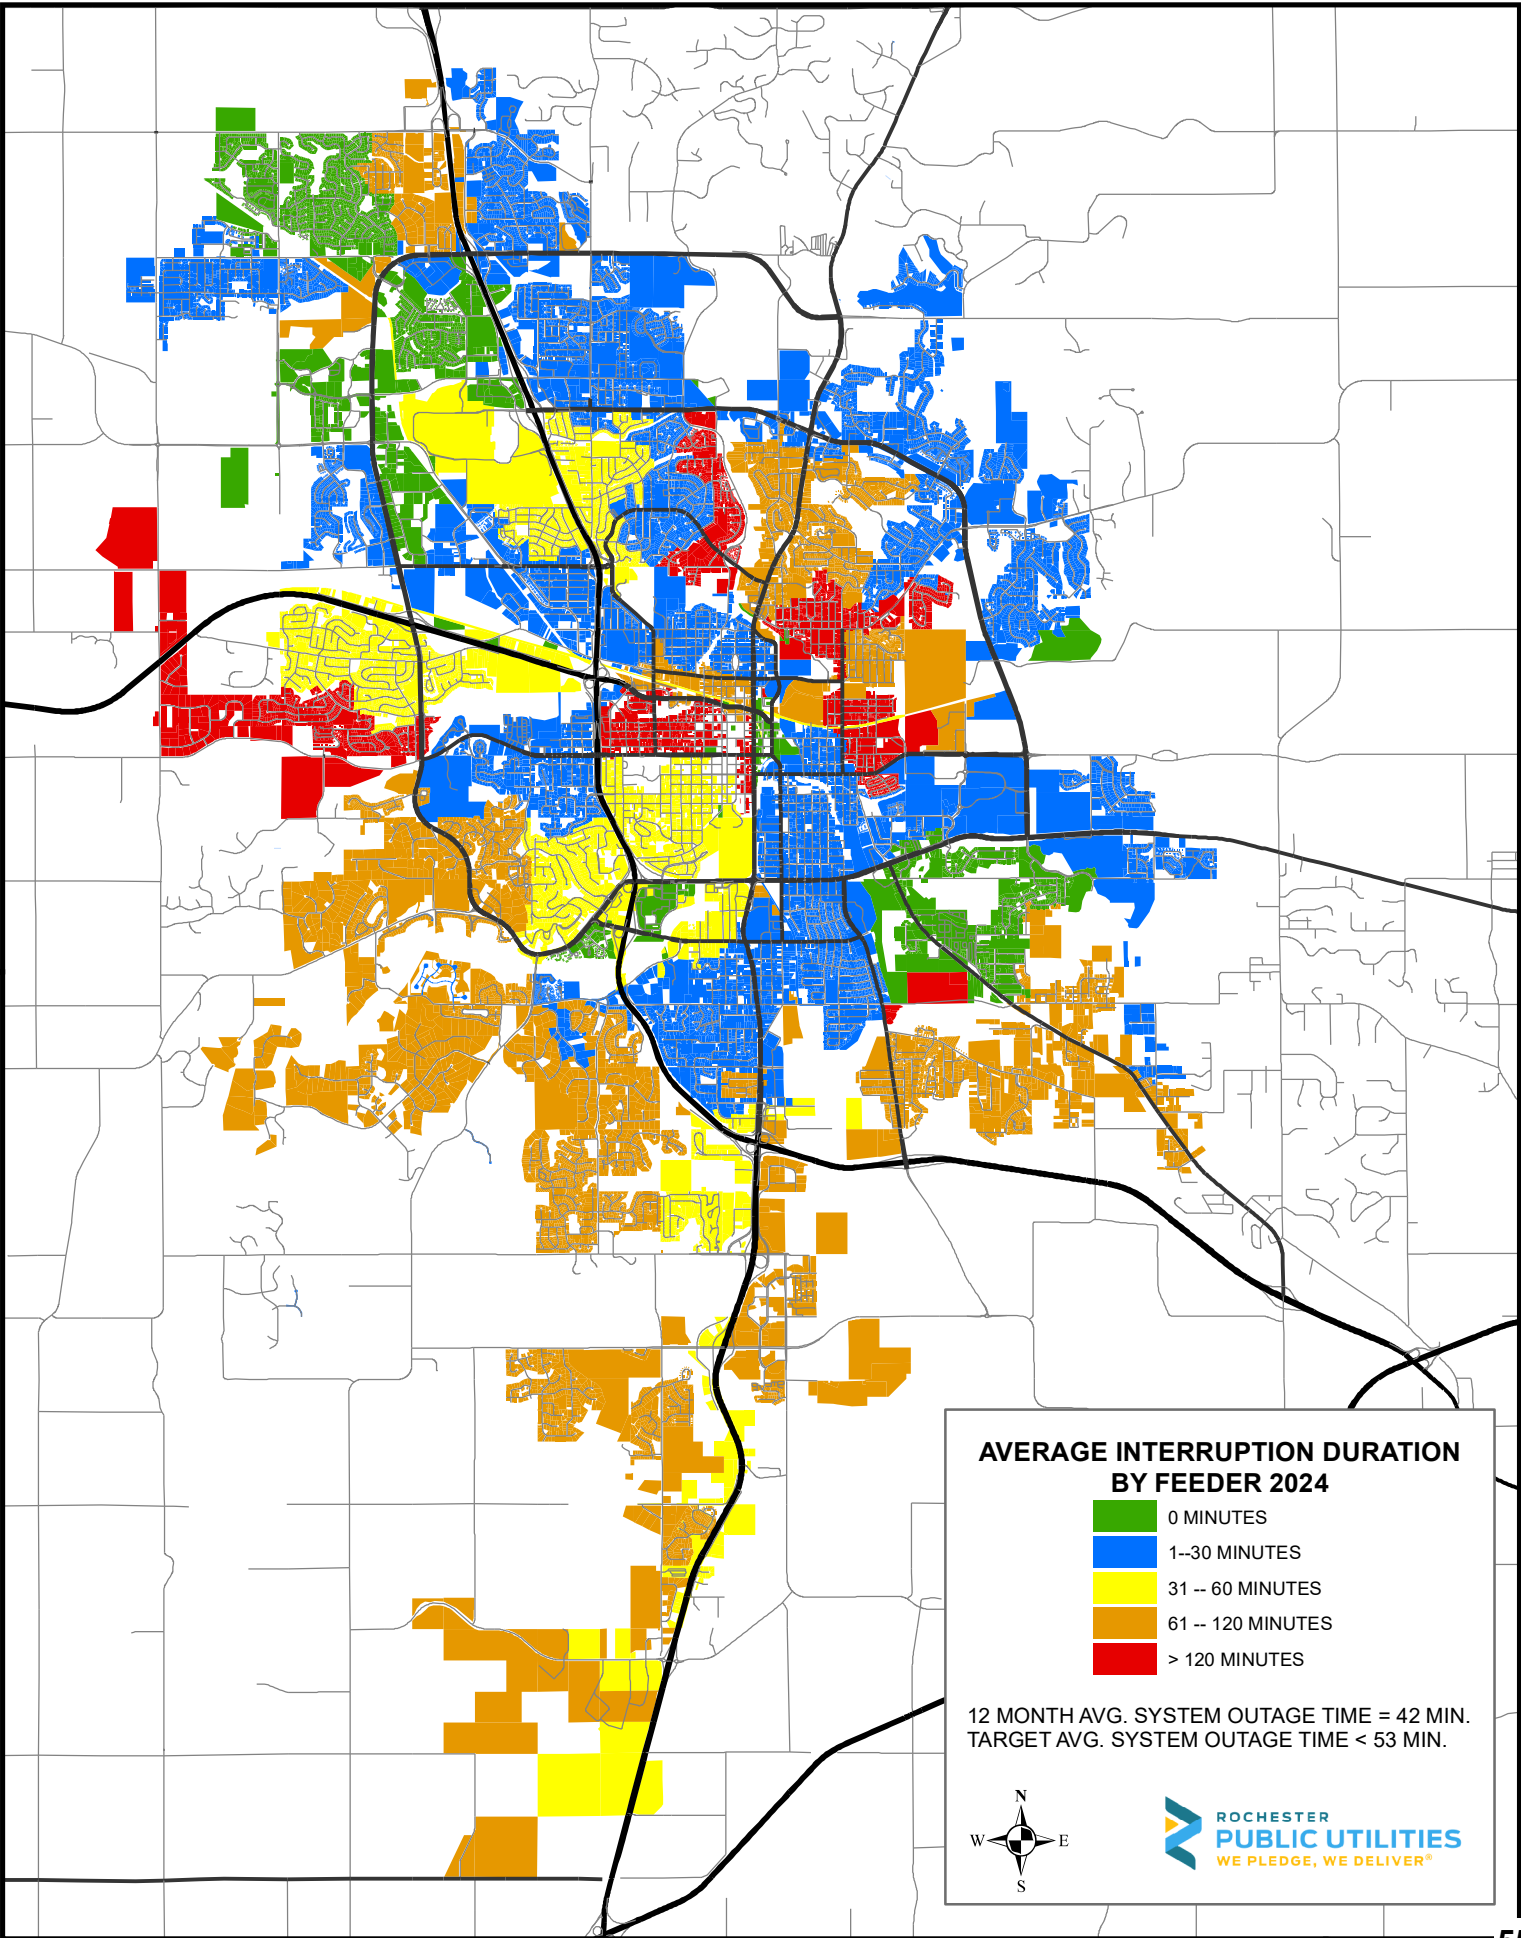 AVERAGE INTERRUPTION DURATION
BY FEEDER 2024
0 MINUTES
1--30 MINUTES
31 -- 60 MINUTES
61 -- 120 MINUTES
> 120 MINUTES
12 MONTH AVG. SYSTEM OUTAGE TIME = 42 MIN.
TARGET AVG. SYSTEM OUTAGE TIME < 53 MIN.
N
W E
S
ROCHESTER
PUBLIC UTILITIES
WE PLEDGE, WE DELIVER®